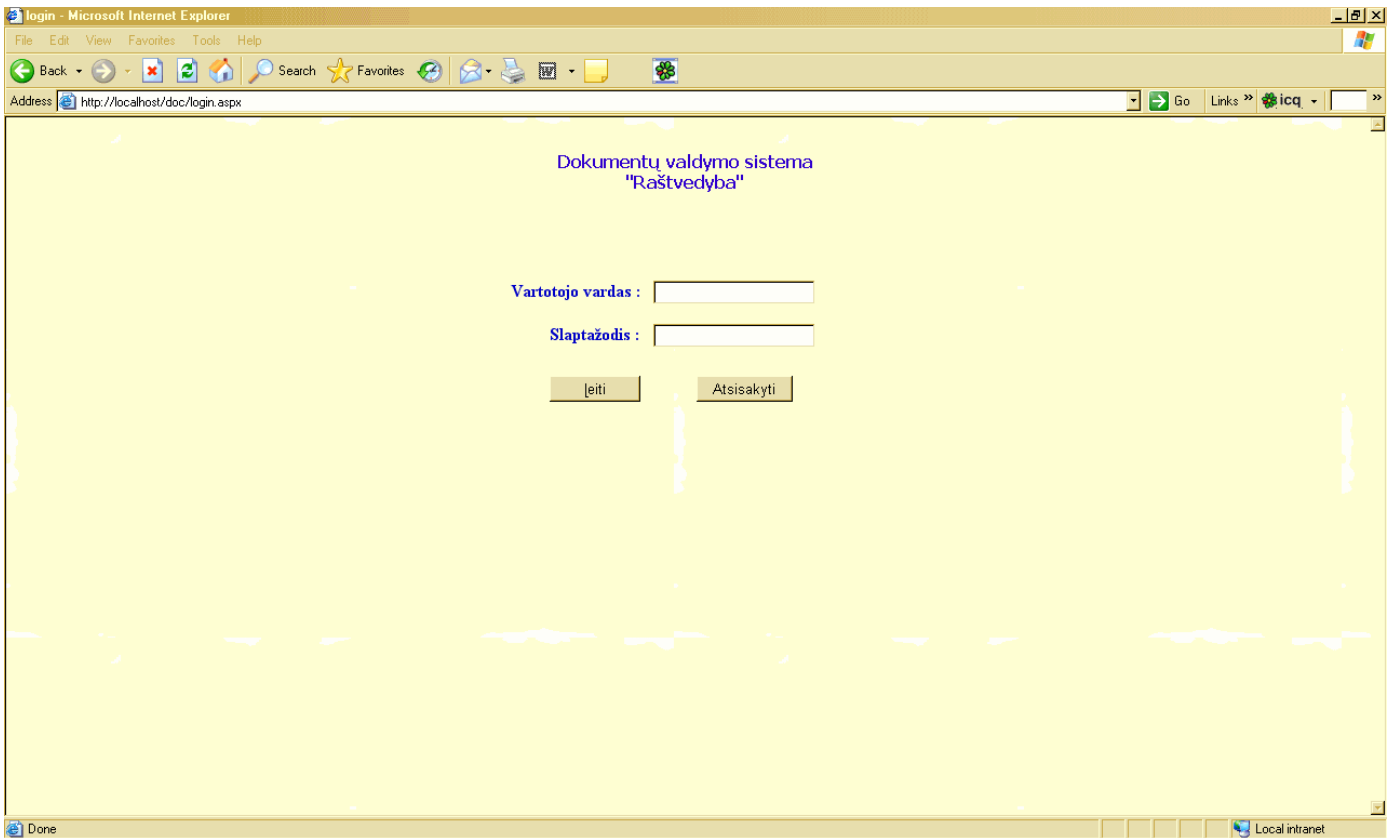 login - Microsoft Internet Explorer
File Edit View Favorites Tools Help
Back Search Favorites
Address http://localhost/doc/login.aspx Go Links » icq »
Dokumentų valdymo sistema
"Raštvedyba"
Vartotojo vardas :
Slaptažodis :
Įeiti Atsisakyti
Done Local intranet